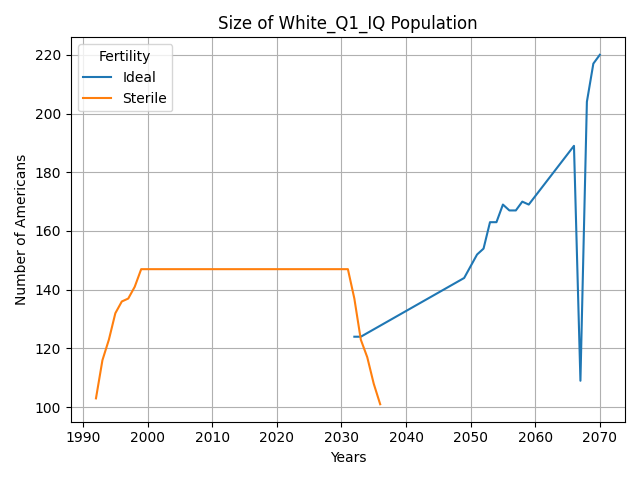 Size of White_Q1_IQ Population
Fertility
Ideal
Sterile
Number of Americans
220
200
180
160
140
120
100
1990 2000 2010 2020 2030 2040 2050 2060 2070
Years